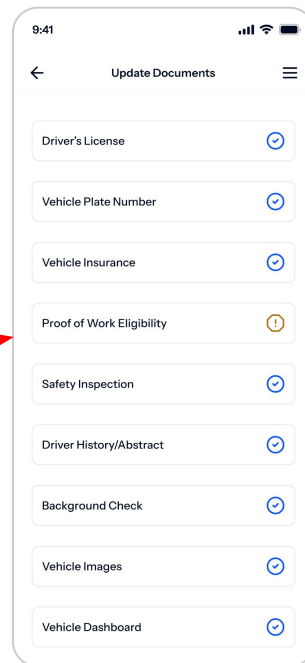 9:41
Update Documents
Driver's License
Vehicle Plate Number
Vehicle Insurance
Proof of Work Eligibility
Safety Inspection
Driver History/Abstract
Background Check
Vehicle Images
Vehicle Dashboard